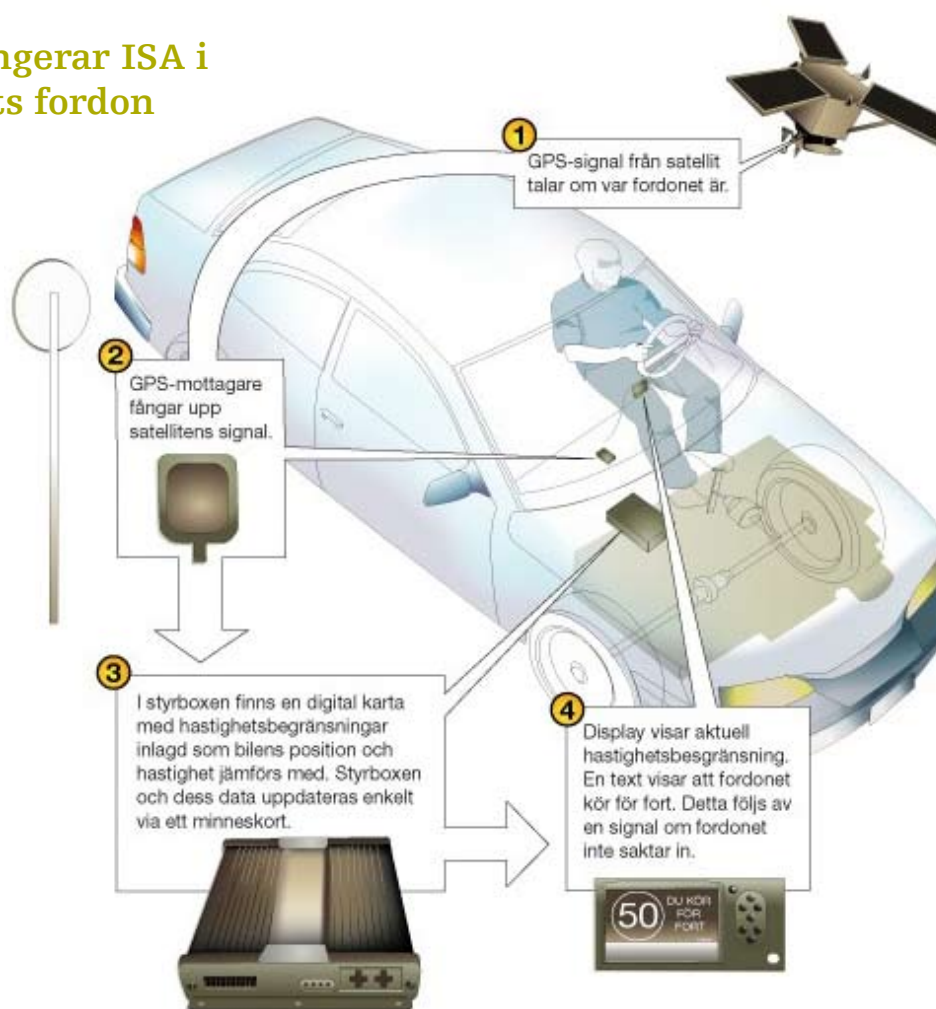 ngerar ISA i
ts fordon
1
GPS-signal från satellit
talar om var fordonet är.
2
GPS-mottagare
fångar upp
satellitens signal.
3
I styrboxen finns en digital karta
med hastighetsbegränsningar
inlagd som bilens position och
hastighet jämförs med. Styrboxen
och dess data uppdateras enkelt
via ett minneskort.
4
Display visar aktuell
hastighetsbesgränsning.
En text visar att fordonet
kör för fort. Detta följs av
en signal om fordonet
inte saktar in.
50
DU KÖR
FÖR
FORT